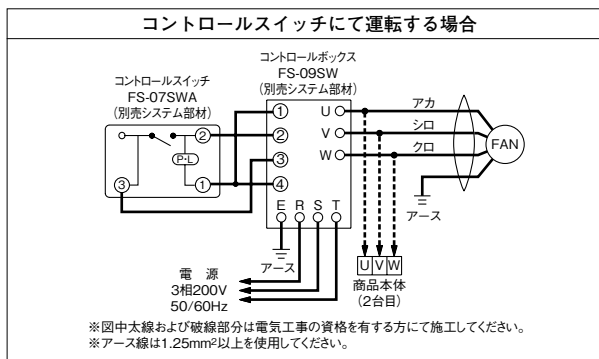 コントロールスイッチにて運転する場合
コントロールボックス
FS-09SW
(別売システム部材)
コントロールスイッチ
FS-07SWA
(別売システム部材)
② 
P・L
③
①
①
②
③
④
U
V
W
E R S T
アカ
シロ
クロ
FAN
アース
アース
電源
3相200V
50/60Hz
U V W
商品本体
(2台目)
※図中太線および破線部分は電気工事の資格を有する方にて施工してください。
※アース線は1.25mm²以上を使用してください。